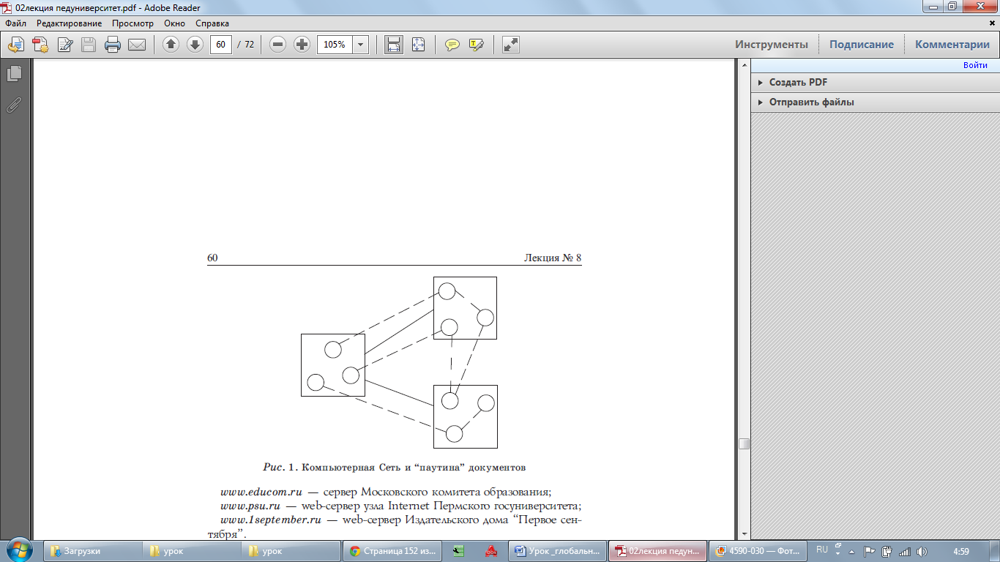 02лекция педуниверситет.pdf - Adobe Reader
Файл Редактирование Просмотр Окно Справка
60 / 72 105% Инструменты Подписание Комментарии
Войти
Создать PDF
Отправить файлы
60 Лекция № 8
Рис. 1. Компьютерная Сеть и “паутина” документов
www.educom.ru — сервер Московского комитета образования;
www.psu.ru — web-сервер узла Internet Пермского госуниверситета;
www.1september.ru — web-сервер Издательского дома “Первое сен-
тября”.
Загрузки урок урок Страница 152 из... Урок _глобальн... 02лекция педун... 4590-030 — Фот... RU 4:59